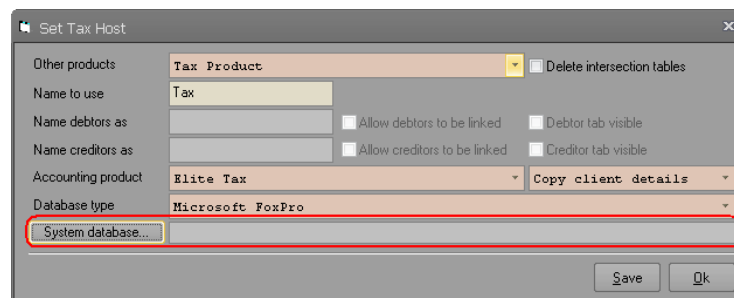 Set Tax Host
Other products Tax Product Delete intersection tables
Name to use Tax
Name debtors as Allow debtors to be linked Debtor tab visible
Name creditors as Allow creditors to be linked Creditor tab visible
Accounting product Elite Tax Copy client details
Database type Microsoft FoxPro
System database...
Save Ok